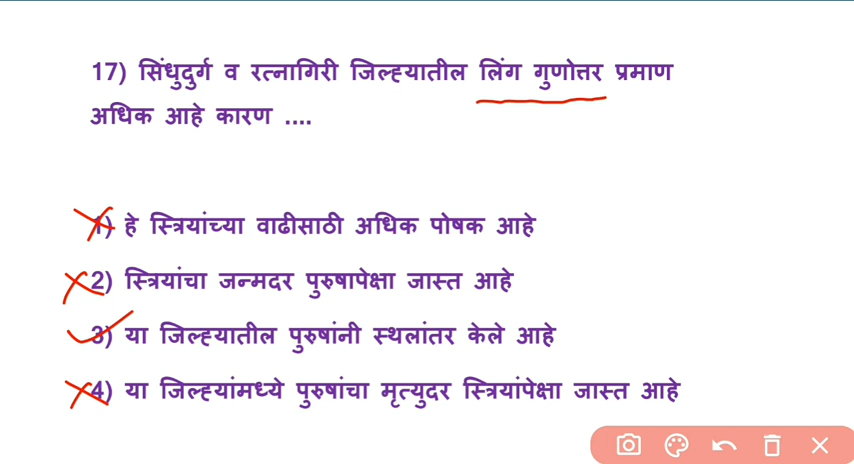 17) सिंधुदुर्ग व रत्नागिरी जिल्ह्यातील लिंग गुणोत्तर प्रमाण
अधिक आहे कारण ....
1) हे स्त्रियांच्या वाढीसाठी अधिक पोषक आहे
2) स्त्रियांचा जन्मदर पुरुषापेक्षा जास्त आहे
3) या जिल्ह्यातील पुरुषांनी स्थलांतर केले आहे
4) या जिल्ह्यांमध्ये पुरुषांचा मृत्युदर स्त्रियांपेक्षा जास्त आहे